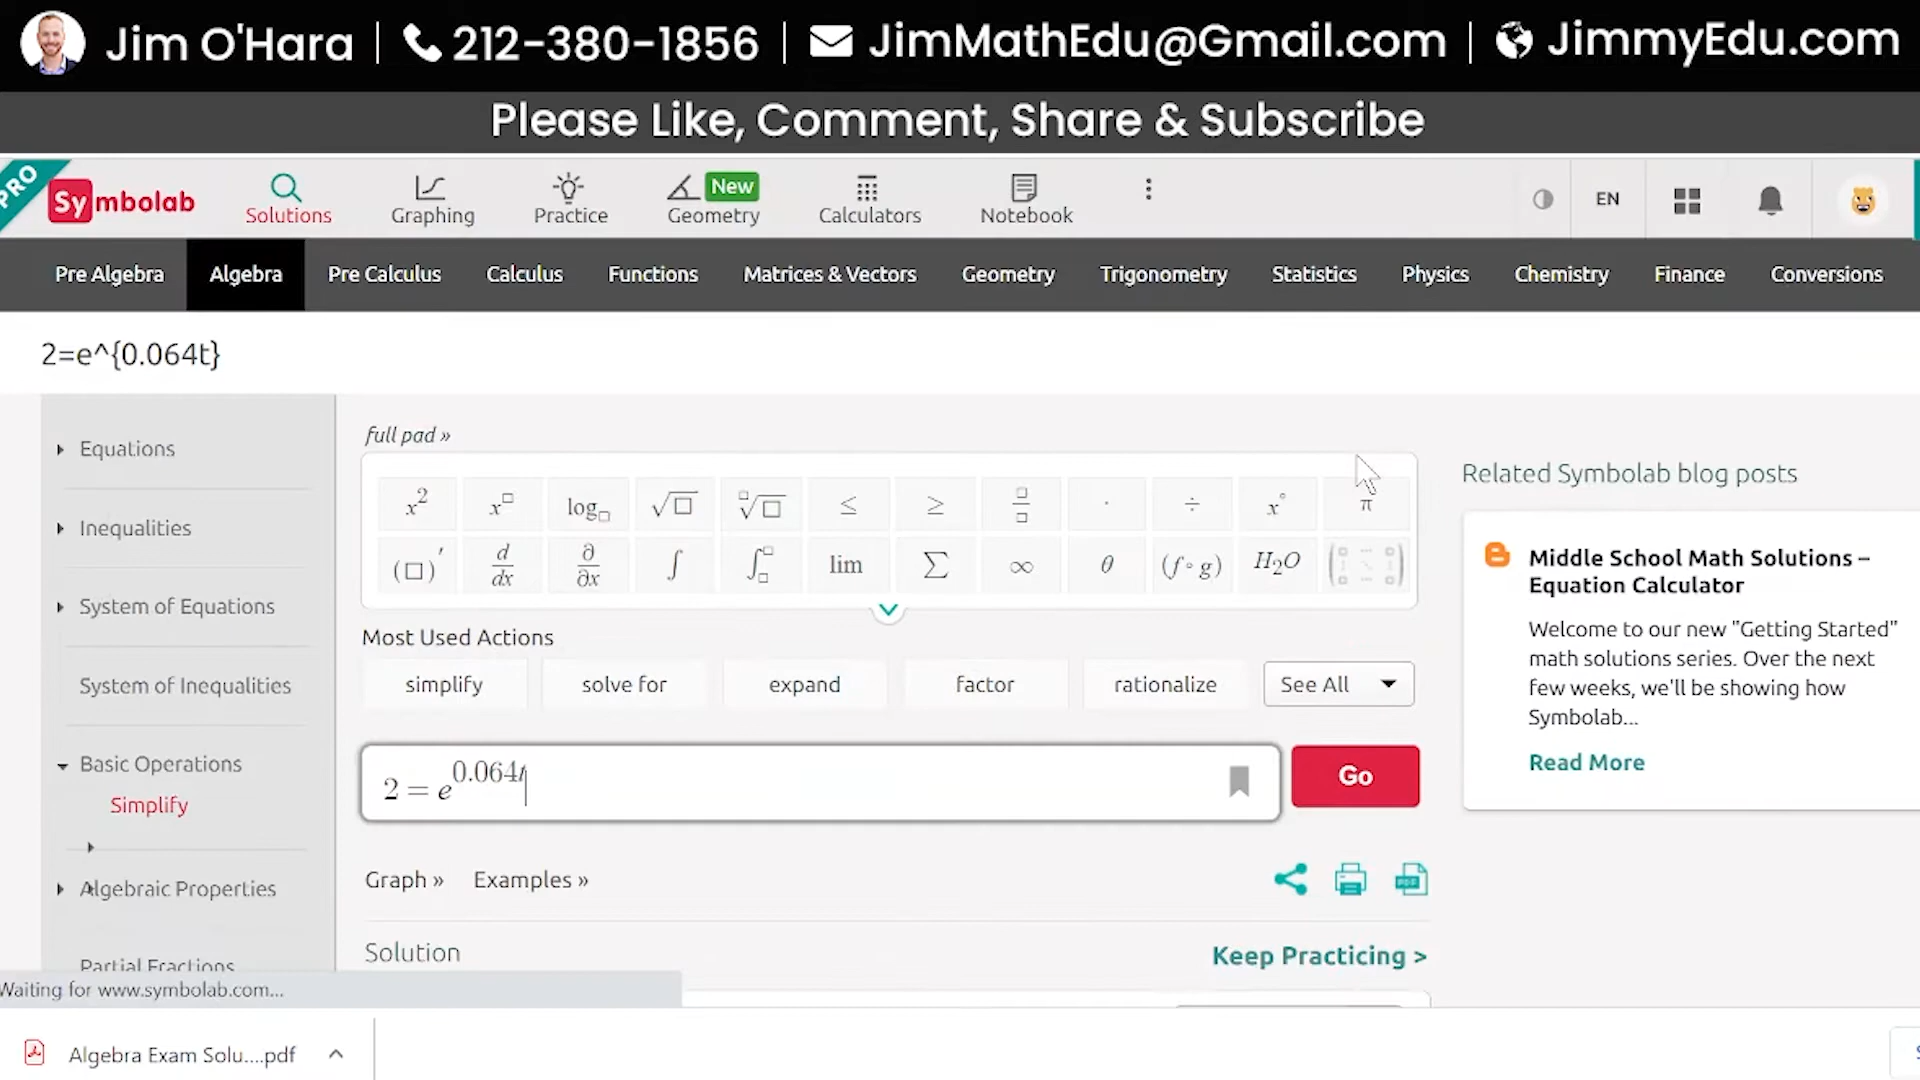 Jim O'Hara | 212-380-1856 | JimMathEdu@Gmail.com | JimmyEdu.com
Please Like, Comment, Share & Subscribe
PRO
Symbolab
Solutions
Graphing
Practice
New
Geometry
Calculators
Notebook
EN
Pre Algebra Algebra Pre Calculus Calculus Functions Matrices & Vectors Geometry Trigonometry Statistics Physics Chemistry Finance Conversions
2=e^{0.064t}
Equations
Inequalities
System of Equations
System of Inequalities
Basic Operations
Simplify
Algebraic Properties
Partial Fractions
full pad »
x² x^□ log_□ √□ ^□√□ ≤ ≥ □/□ · ÷ x° π
(□)′ d/dx ∂/∂x ∫ ∫_□^□ lim ∑ ∞ θ (f∘g) H₂O
Most Used Actions
simplify solve for expand factor rationalize See All
2 = e^0.064t
Go
Graph » Examples »
PDF
Solution
Keep Practicing >
Related Symbolab blog posts
Middle School Math Solutions –
Equation Calculator
Welcome to our new "Getting Started"
math solutions series. Over the next
few weeks, we'll be showing how
Symbolab...
Read More
Waiting for www.symbolab.com...
Algebra Exam Solu....pdf